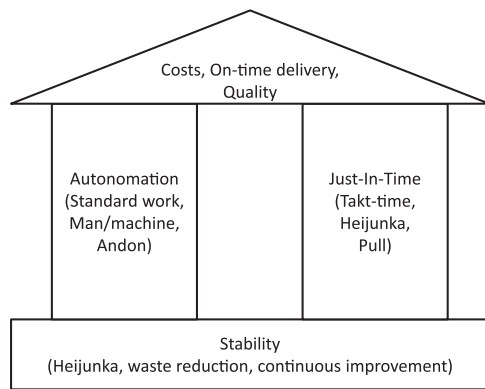 Costs, On-time delivery,
Quality
Autonomation
(Standard work,
Man/machine,
Andon)
Just-In-Time
(Takt-time,
Heijunka,
Pull)
Stability
(Heijunka, waste reduction, continuous improvement)